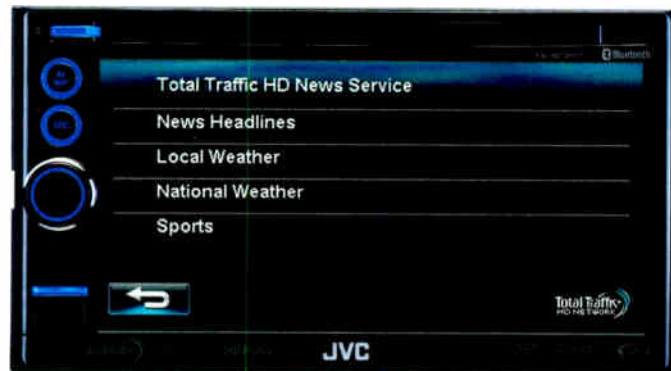 Bluetooth
Total Traffic HD News Service
News Headlines
Local Weather
National Weather
Sports
Total Traffic
HD NETWORK
JVC